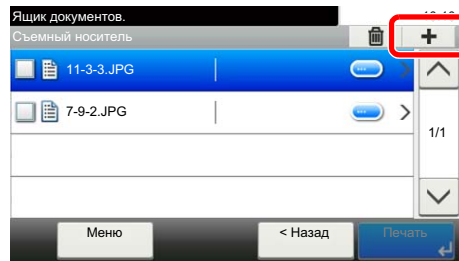 Ящик документов.
Съемный носитель
11-3-3.JPG
7-9-2.JPG
1/1
Меню
< Назад
Печать